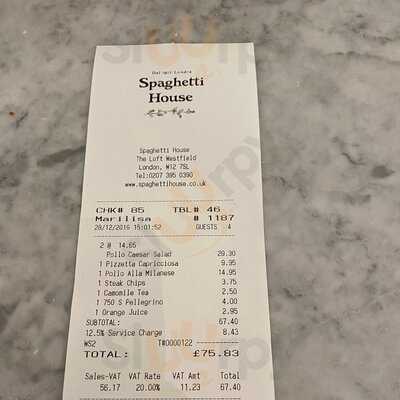 Spaghetti
House
Spaghetti House
The Loft Westfield
London, W12 7SL
Tel:0207 395 0390
www.spaghettihouse.co.uk
CHK# 85 TBL# 46
Marilisa # 1187
28/12/2016 15:01:52 GUESTS 4
2 @ 14.65
Pollo Caesar Salad 29.30
1 Pizzetta Capricciosa 9.95
1 Pollo Alla Milanese 14.95
1 Steak Chips 3.75
1 Camomile Tea 2.50
1 750 S Pellegrino 4.00
1 Orange Juice 2.95
SUBTOTAL: 67.40
12.5% Service Charge 8.43
WS2 T#0000122 ------------
TOTAL: £75.83
Sales-VAT VAT Rate VAT Amt Total
56.17 20.00% 11.23 67.40